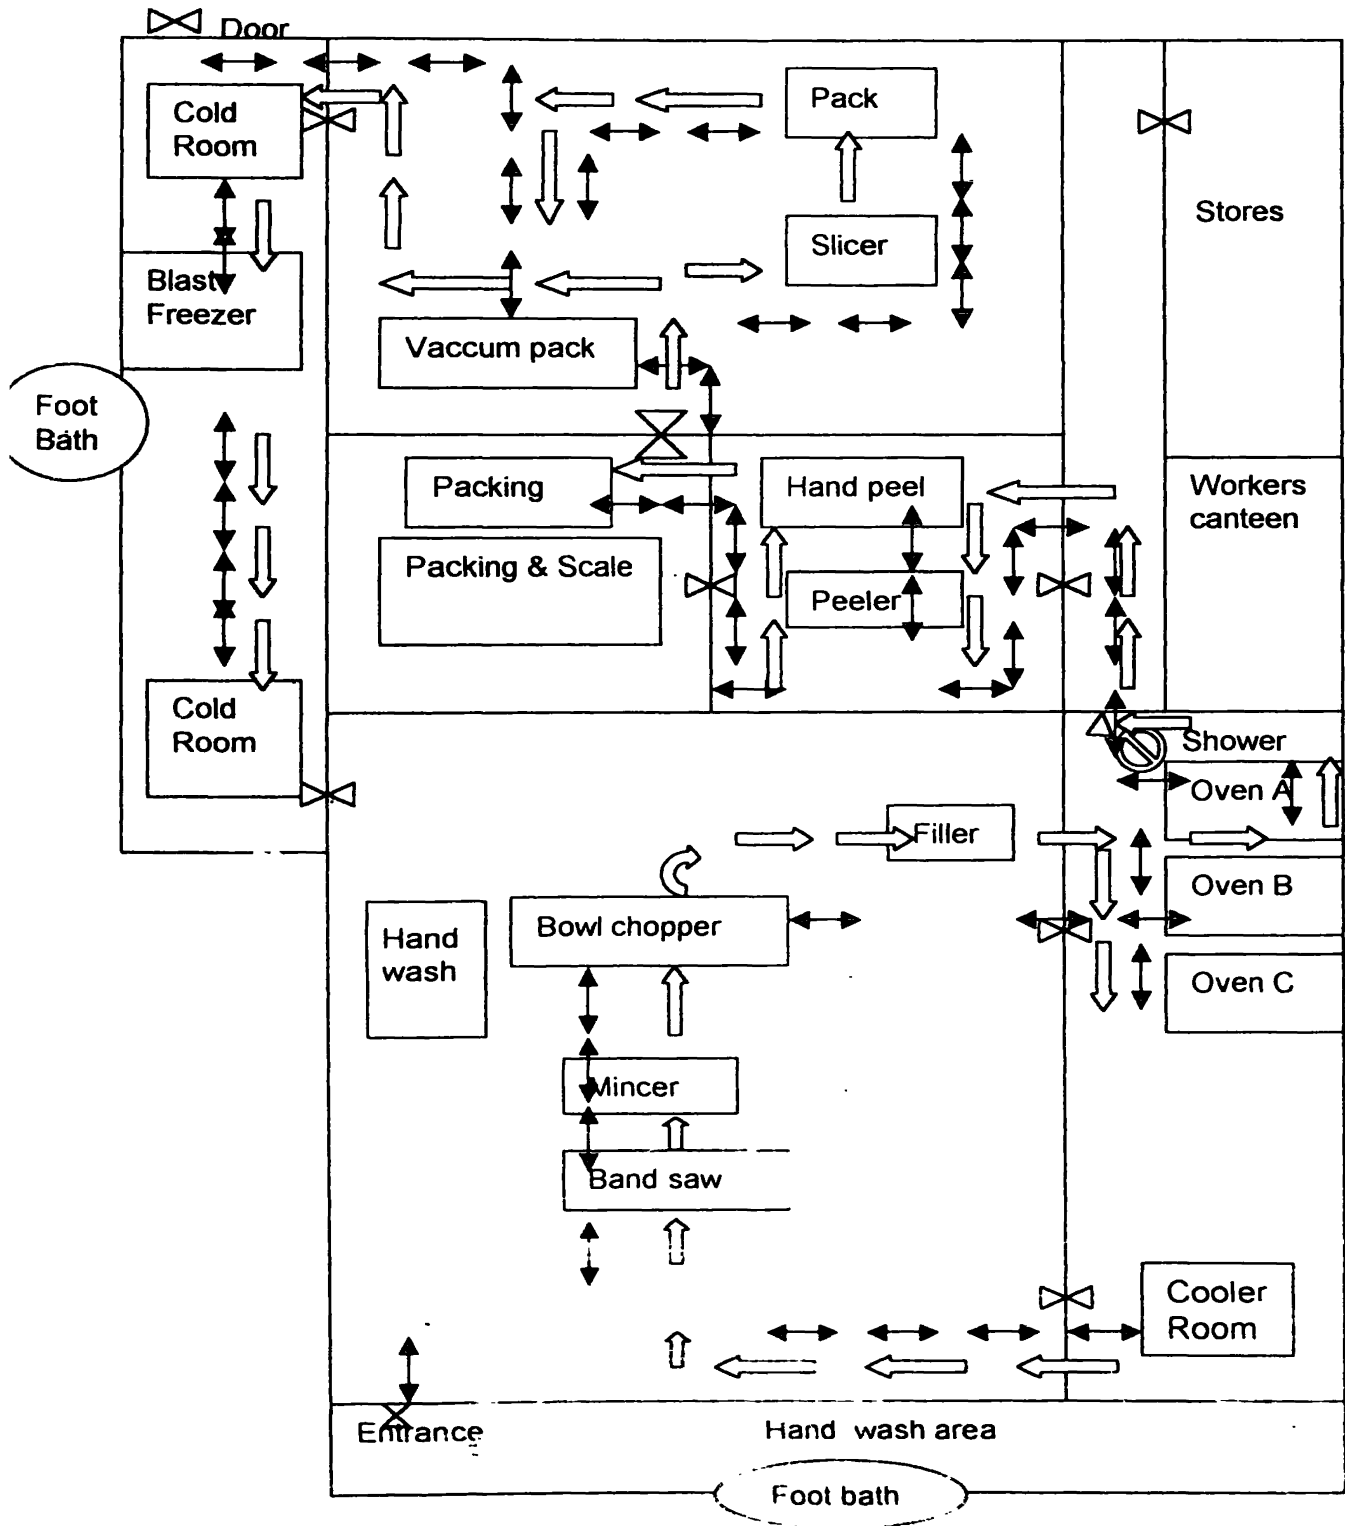 Door
Cold
Room
Pack
Stores
Slicer
Blast
Freezer
Vaccum pack
Foot
Bath
Packing
Hand peel
Workers
canteen
Packing & Scale
Peeler
Cold
Room
Shower
Oven A
Filler
Oven B
Bowl chopper
Hand
wash
Oven C
Mincer
Band saw
Cooler
Room
Entrance
Hand wash area
Foot bath